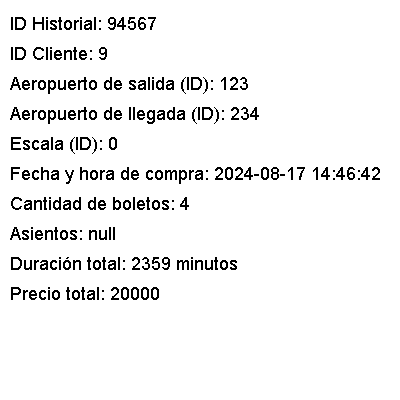 ID Historial: 94567
ID Cliente: 9
Aeropuerto de salida (ID): 123
Aeropuerto de llegada (ID): 234
Escala (ID): 0
Fecha y hora de compra: 2024-08-17 14:46:42
Cantidad de boletos: 4
Asientos: null
Duración total: 2359 minutos
Precio total: 20000